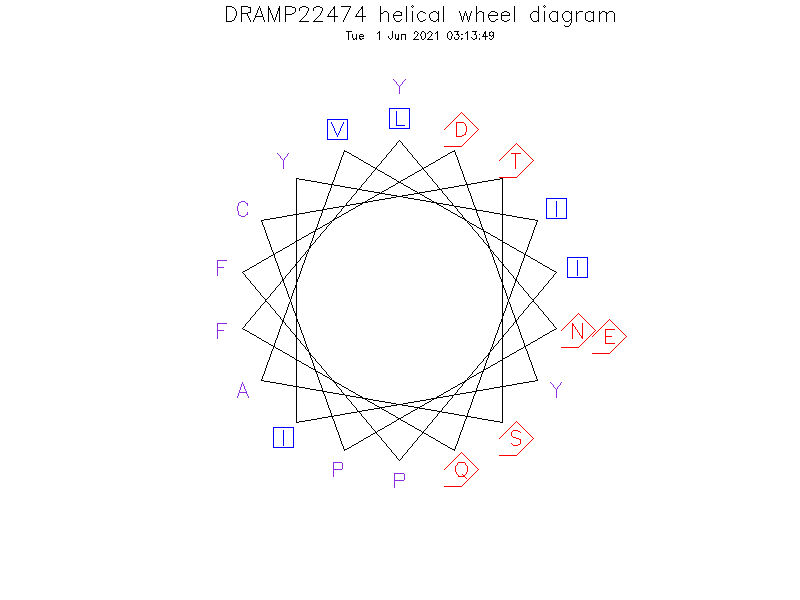 DRAMP22474 helical wheel diagram
Tue 1 Jun 2021 03:13:49
Y
V L D
Y T
C I
F I
F N E
A Y
I S
P P Q